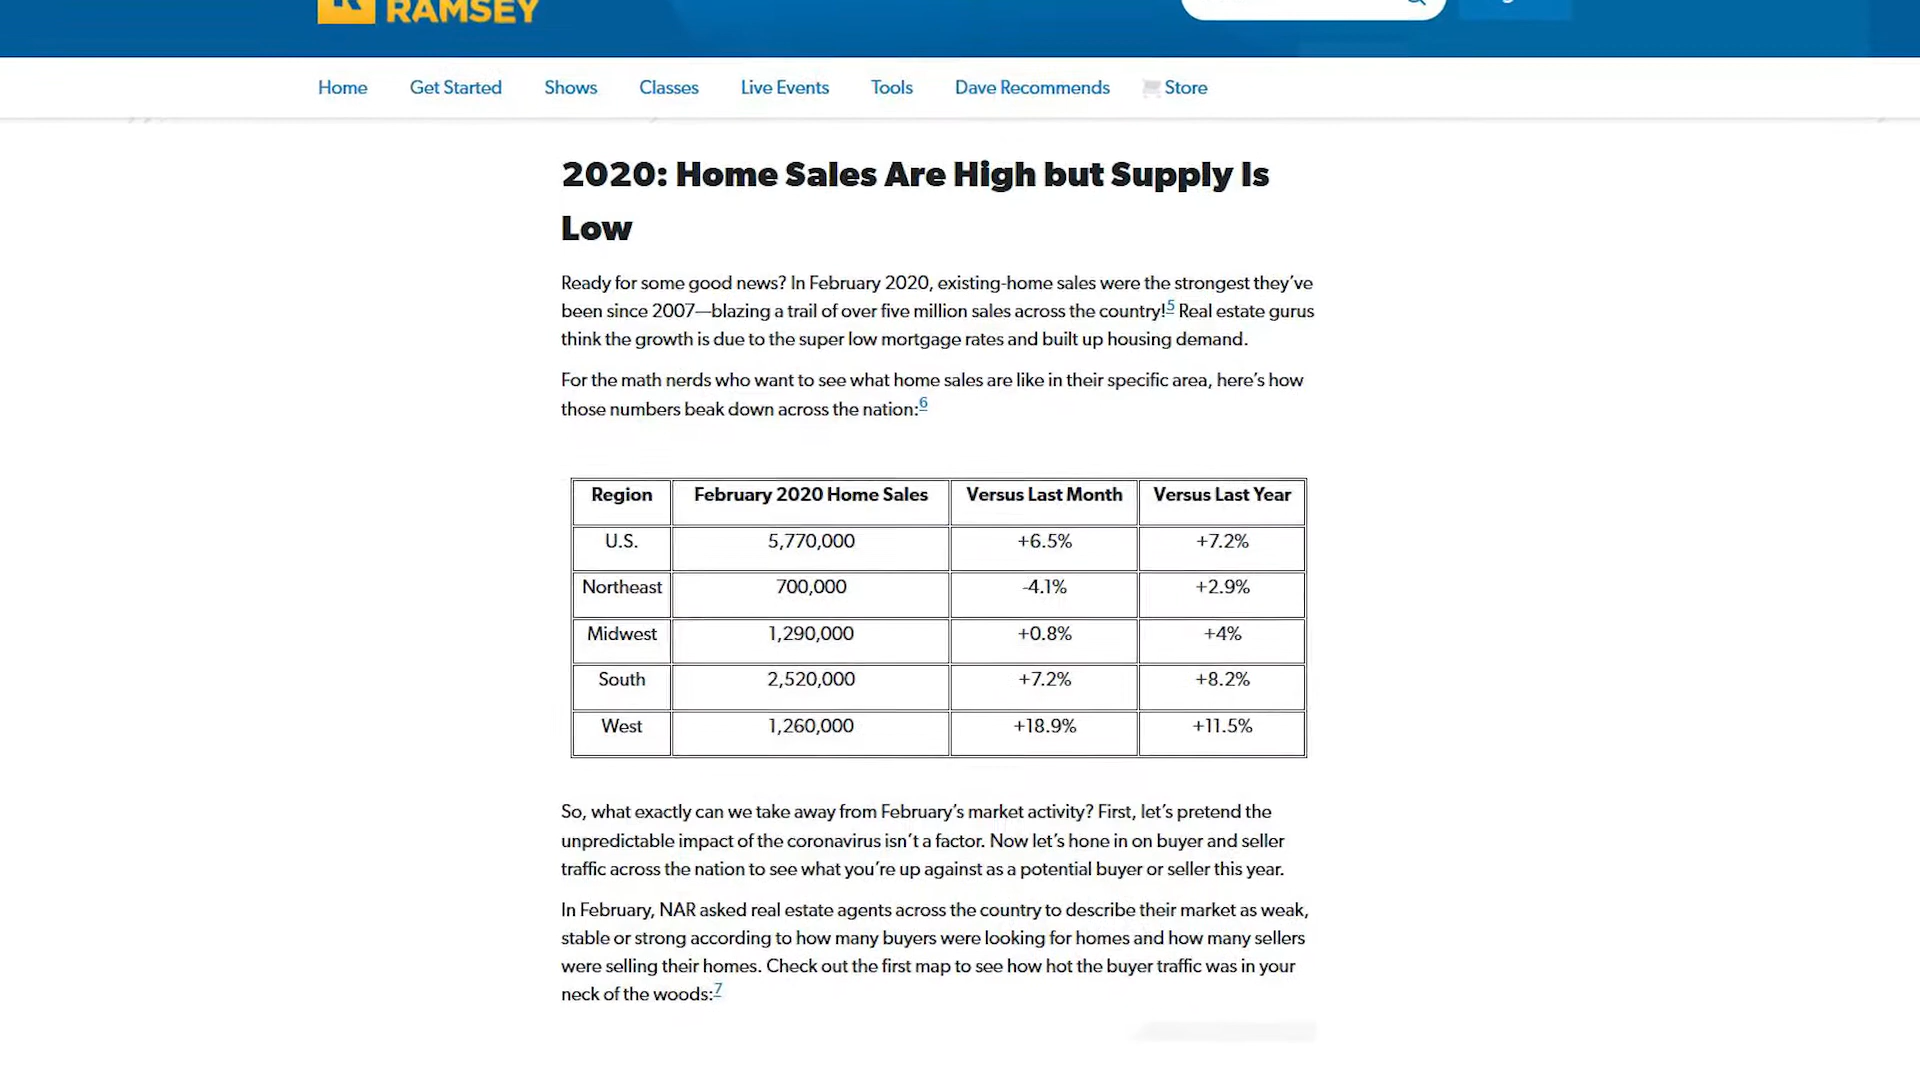 RAMSEY
Home Get Started Shows Classes Live Events Tools Dave Recommends Store
2020: Home Sales Are High but Supply Is
Low
Ready for some good news? In February 2020, existing-home sales were the strongest they’ve
been since 2007—blazing a trail of over five million sales across the country!5 Real estate gurus
think the growth is due to the super low mortgage rates and built up housing demand.
For the math nerds who want to see what home sales are like in their specific area, here’s how
those numbers beak down across the nation:6
Region February 2020 Home Sales Versus Last Month Versus Last Year
U.S. 5,770,000 +6.5% +7.2%
Northeast 700,000 -4.1% +2.9%
Midwest 1,290,000 +0.8% +4%
South 2,520,000 +7.2% +8.2%
West 1,260,000 +18.9% +11.5%
So, what exactly can we take away from February’s market activity? First, let’s pretend the
unpredictable impact of the coronavirus isn’t a factor. Now let’s hone in on buyer and seller
traffic across the nation to see what you’re up against as a potential buyer or seller this year.
In February, NAR asked real estate agents across the country to describe their market as weak,
stable or strong according to how many buyers were looking for homes and how many sellers
were selling their homes. Check out the first map to see how hot the buyer traffic was in your
neck of the woods:7